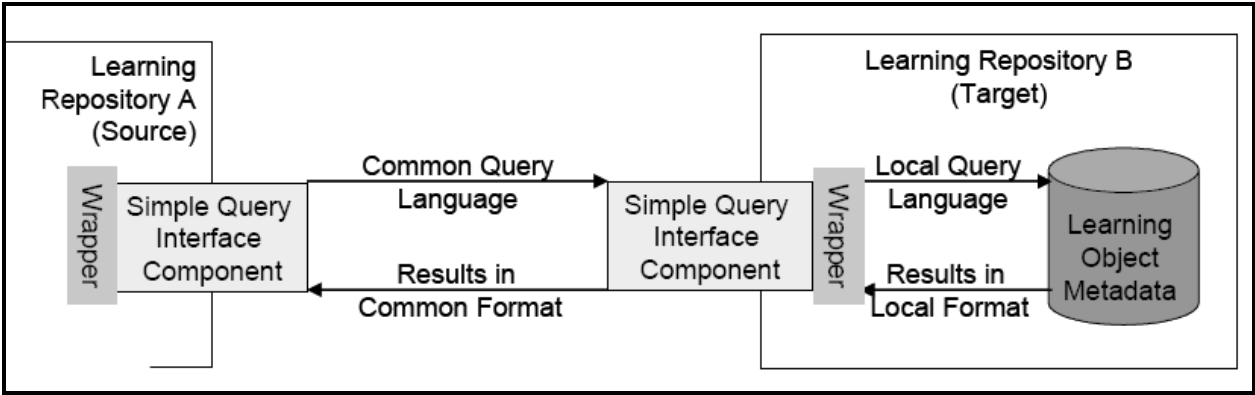 Learning
Repository A
(Source)
Wrapper
Simple Query
Interface
Component
Common Query
Language
Results in
Common Format
Learning Repository B
(Target)
Simple Query
Interface
Component
Wrapper
Local Query
Language
Results in
Local Format
Learning
Object
Metadata